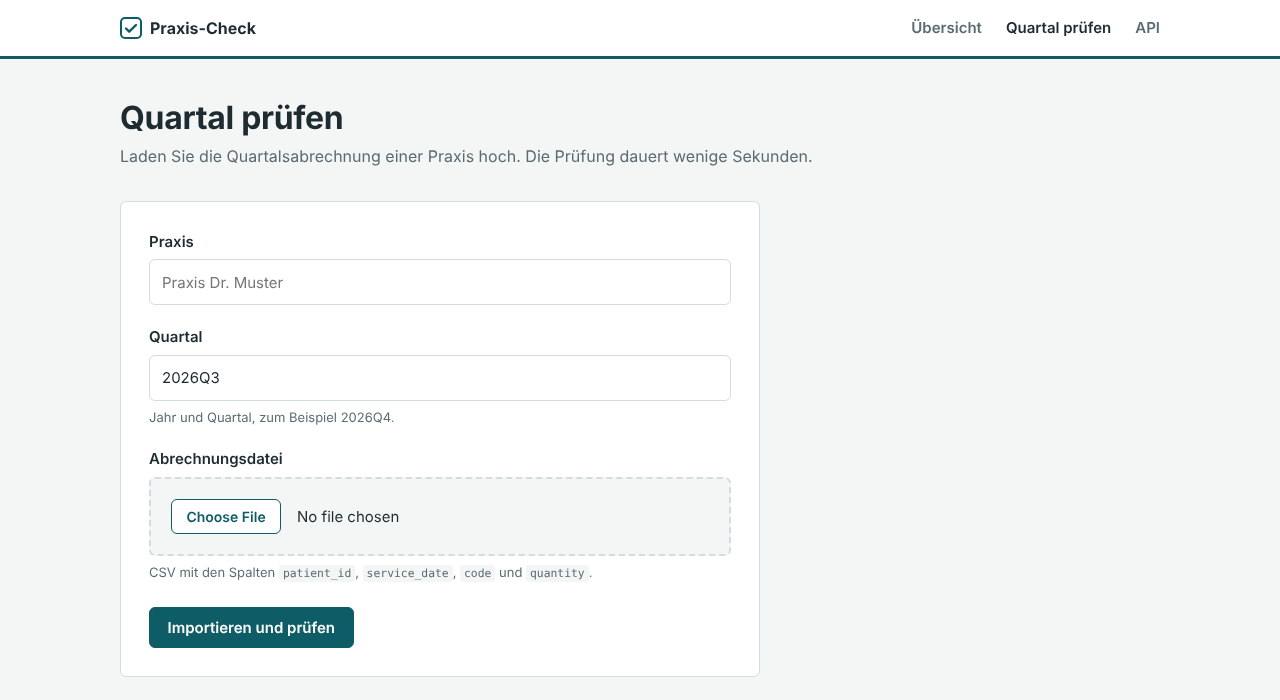 Praxis-Check
Übersicht
Quartal prüfen
API
Quartal prüfen
Laden Sie die Quartalsabrechnung einer Praxis hoch. Die Prüfung dauert wenige Sekunden.
Praxis
Praxis Dr. Muster
Quartal
2026Q3
Jahr und Quartal, zum Beispiel 2026Q4.
Abrechnungsdatei
Choose File No file chosen
CSV mit den Spalten patient_id, service_date, code und quantity.
Importieren und prüfen